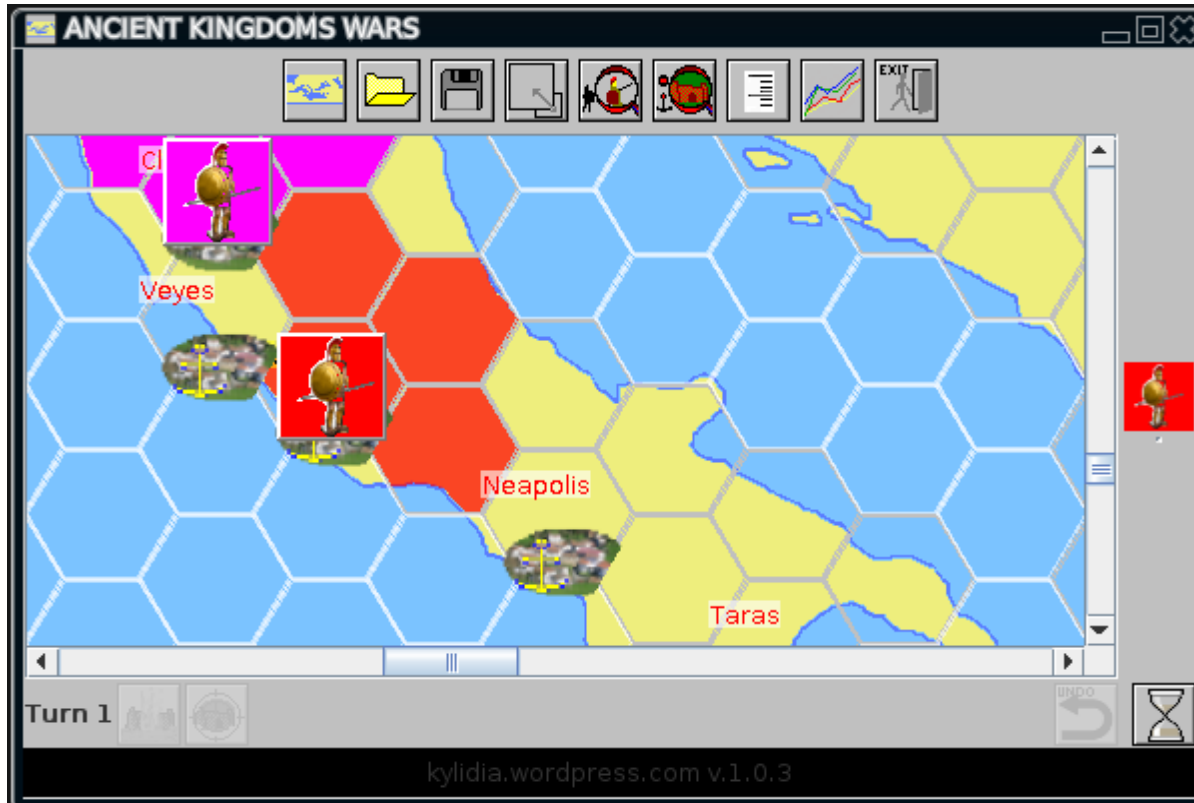 ANCIENT KINGDOMS WARS
EXIT
Veyes
Neapolis
Taras
Turn 1
UNDO
kylidia.wordpress.com v.1.0.3